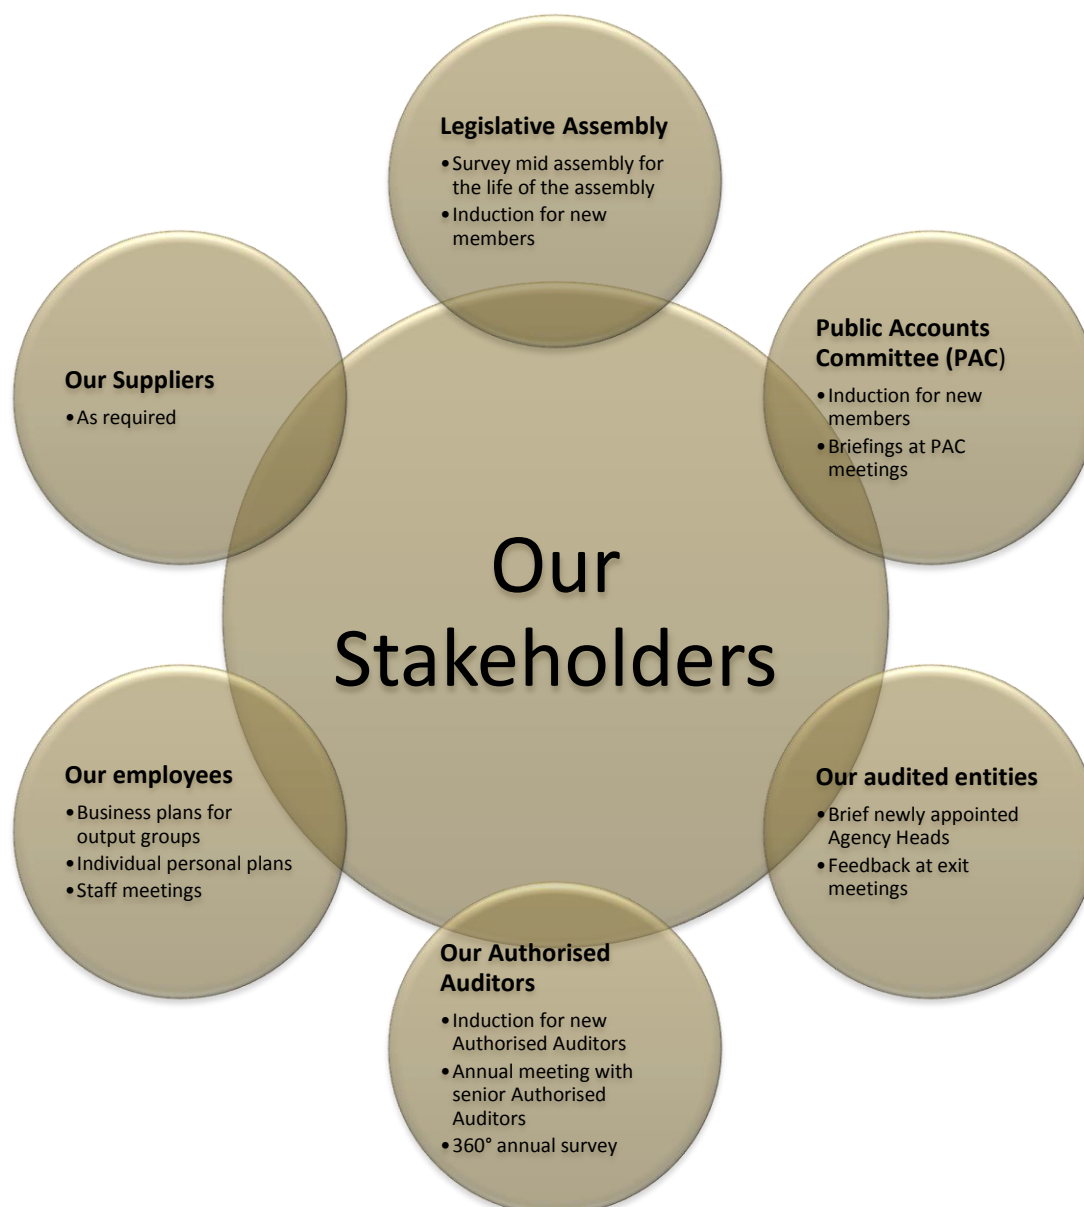 Legislative Assembly
•Survey mid assembly for
the life of the assembly
•Induction for new
members
Public Accounts
Committee (PAC)
•Induction for new
members
•Briefings at PAC
meetings
Our audited entities
•Brief newly appointed
Agency Heads
•Feedback at exit
meetings
Our Authorised
Auditors
•Induction for new
Authorised Auditors
•Annual meeting with
senior Authorised
Auditors
•360° annual survey
Our employees
•Business plans for
output groups
•Individual personal plans
•Staff meetings
Our Suppliers
•As required
Our
Stakeholders